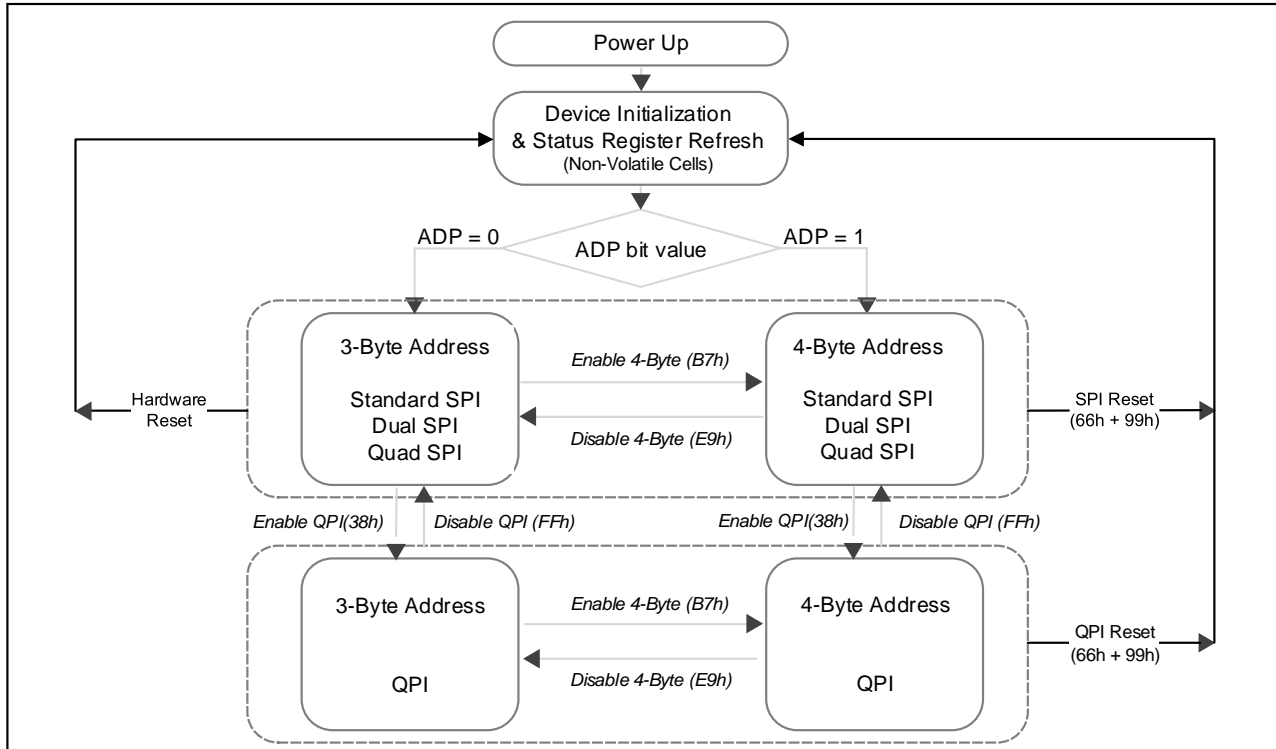 Power Up
Device Initialization
& Status Register Refresh
(Non-Volatile Cells)
ADP = 0
ADP bit value
ADP = 1
3-Byte Address
Standard SPI
Dual SPI
Quad SPI
Enable 4-Byte (B7h)
Disable 4-Byte (E9h)
4-Byte Address
Standard SPI
Dual SPI
Quad SPI
Hardware
Reset
SPI Reset
(66h + 99h)
Enable QPI(38h)
Disable QPI (FFh)
Enable QPI(38h)
Disable QPI (FFh)
3-Byte Address
QPI
Enable 4-Byte (B7h)
Disable 4-Byte (E9h)
4-Byte Address
QPI
QPI Reset
(66h + 99h)